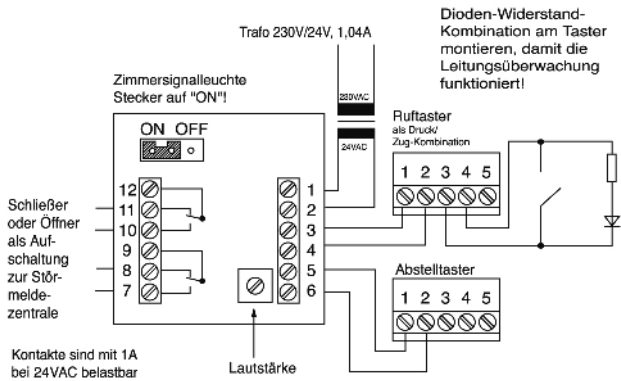 Trafo 230V/24V, 1,04A
Dioden-Widerstand-
Kombination am Taster
montieren, damit die
Leitungsüberwachung
funktioniert!
Zimmersignalleuchte
Stecker auf "ON"!
ON OFF
230VAC
24VAC
Ruftaster
als Druck/
Zug-Kombination
1 2 3 4 5
12
11
10
9
8
7
1
2
3
4
5
6
Schließer
oder Öffner
als Auf-
schaltung
zur Stör-
melde-
zentrale
Abstelltaster
1 2 3 4 5
Kontakte sind mit 1A
bei 24VAC belastbar
Lautstärke